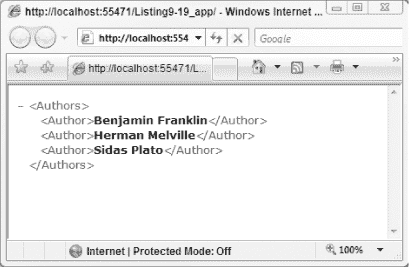 http://localhost:55471/Listing9-19_app/ - Windows Internet ...
http://localhost:554
Google
http://localhost:55471/L...
- <Authors>
<Author>Benjamin Franklin</Author>
<Author>Herman Melville</Author>
<Author>Sidas Plato</Author>
</Authors>
Internet | Protected Mode: Off
100%